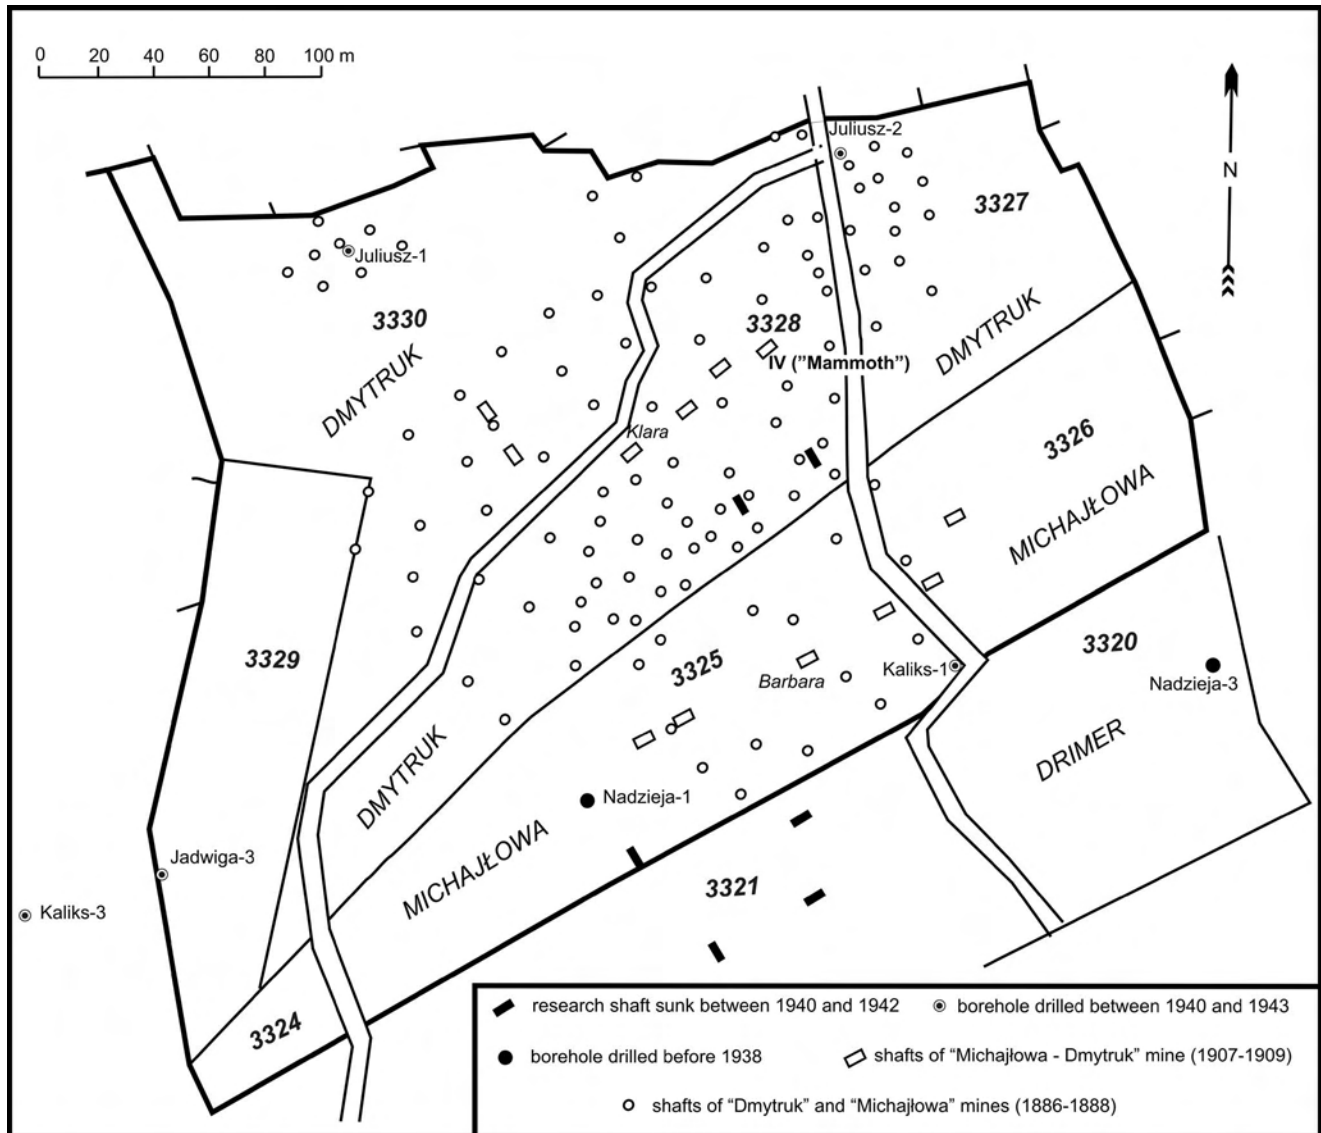 0 20 40 60 80 100 m
Juliusz-2
N
3327
Juliusz-1
3330
3328
DMYTRUK
IV ("Mammoth")
DMYTRUK
Klara
3326
MICHAJŁOWA
3329
3325
Kaliks-1
3320
Barbara
Nadzieja-3
DMYTRUK
DRIMER
Nadzieja-1
MICHAJŁOWA
Jadwiga-3
3321
Kaliks-3
3324
research shaft sunk between 1940 and 1942
borehole drilled between 1940 and 1943
borehole drilled before 1938
shafts of "Michajłowa - Dmytruk" mine (1907-1909)
shafts of "Dmytruk" and "Michajłowa" mines (1886-1888)